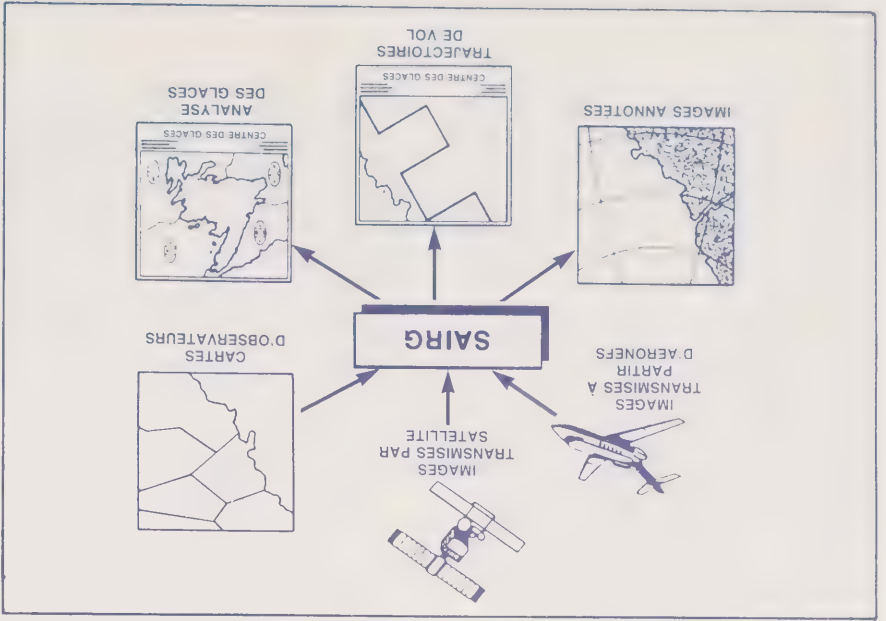 IMAGES
TRANSMISES PAR
SATELLITE
IMAGES
TRANSMISES À
PARTIR
D'AERONEFS
CARTES
D'OBSERVATEURS
SAIRG
IMAGES ANNOTÉES
CENTRE DES GLACES
TRAJECTOIRES
DE VOL
CENTRE DES GLACES
ANALYSE
DES GLACES